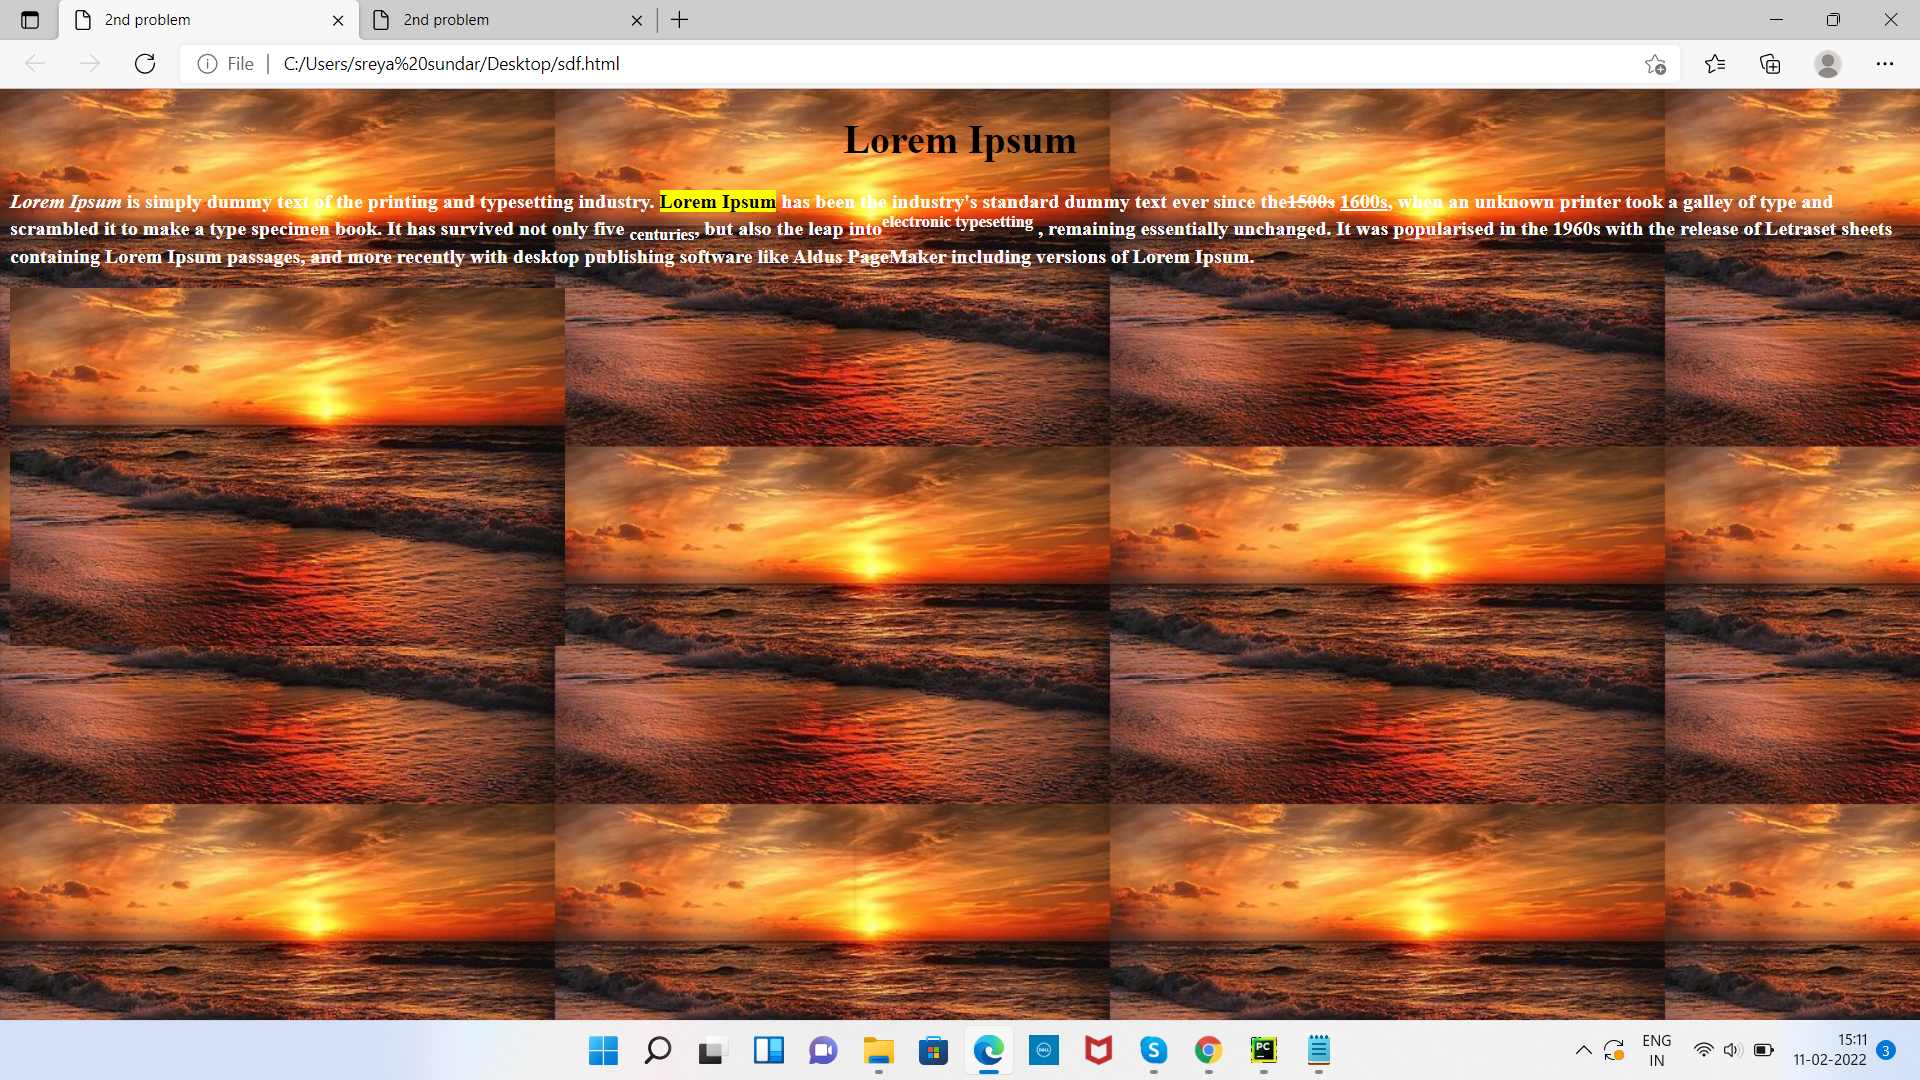 2nd problem
2nd problem
File
C:/Users/sreya%20sundar/Desktop/sdf.html
Lorem Ipsum
Lorem Ipsum is simply dummy text of the printing and typesetting industry. Lorem Ipsum has been the industry's standard dummy text ever since the1500s 1600s, when an unknown printer took a galley of type and
scrambled it to make a type specimen book. It has survived not only five centuries, but also the leap intoelectronic typesetting , remaining essentially unchanged. It was popularised in the 1960s with the release of Letraset sheets
containing Lorem Ipsum passages, and more recently with desktop publishing software like Aldus PageMaker including versions of Lorem Ipsum.
DELL
S
PC
ENG
IN
15:11
11-02-2022
3